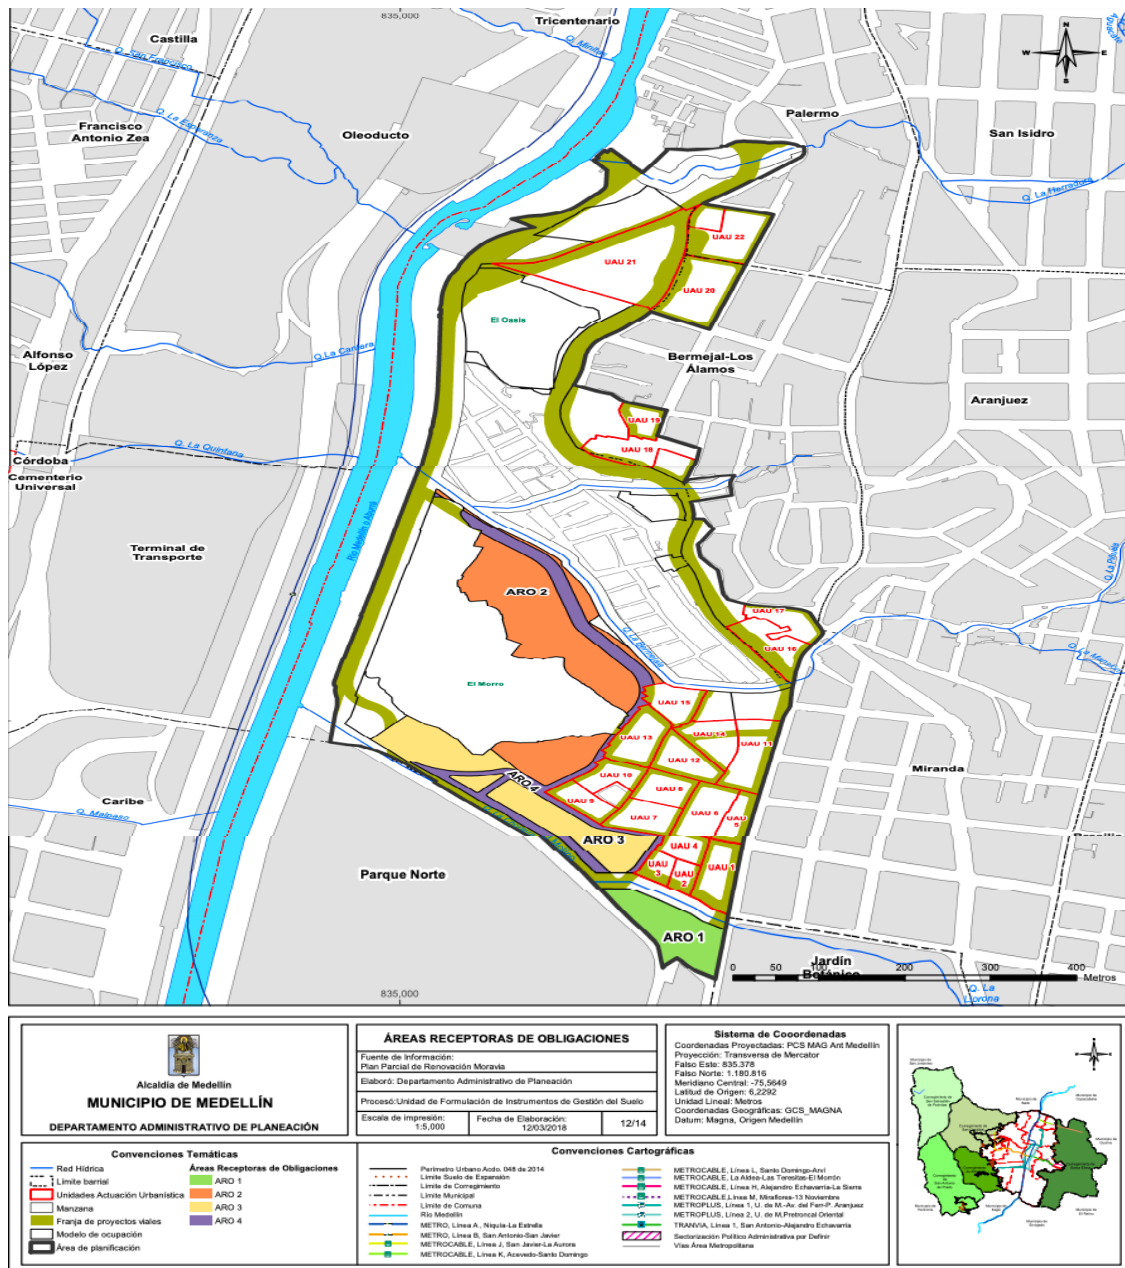 835,000
Tricentenario
Castilla
Q. San Francisco
Q. Minitas
Q. La Esperanza
Francisco
Antonio Zea
Oleoducto
Palermo
San Isidro
Q. La Herradura
N
W
E
S
UAU 22
UAU 21
UAU 20
El Oasis
Q. La Cantera
Alfonso
López
Bermejal-Los
Álamos
Aranjuez
UAU 19
UAU 18
Q. La Quintana
Córdoba
Cementerio
Universal
Río Medellín o Aburrá
Terminal de
Transporte
ARO 2
UAU 17
UAU 16
Q. La Bermejala
El Morro
UAU 15
UAU 14
UAU 13
UAU 11
UAU 12
UAU 10
UAU 9
UAU 8
UAU 7
UAU 6
UAU 5
UAU 4
UAU 3
UAU 2
UAU 1
ARO 4
ARO 3
ARO 1
Miranda
Caribe
Q. Malpaso
Parque Norte
Jardín
Botánico
0 50 100 200 300 400
Metros
Q. La
Llorona
835,000
Alcaldía de Medellín
MUNICIPIO DE MEDELLÍN
DEPARTAMENTO ADMINISTRATIVO DE PLANEACIÓN
ÁREAS RECEPTORAS DE OBLIGACIONES
Fuente de Información:
Plan Parcial de Renovación Moravia
Elaboró: Departamento Administrativo de Planeación
Procesó:Unidad de Formulación de Instrumentos de Gestión del Suelo
Escala de impresión:
1:5,000
Fecha de Elaboración:
12/03/2018
12/14
Sistema de Cooordenadas
Coordenadas Proyectadas: PCS MAG Ant Medellín
Proyección: Transversa de Mercator
Falso Este: 835.378
Falso Norte: 1.180.816
Meridiano Central: -75,5649
Latitud de Origen: 6,2292
Unidad Lineal: Metros
Coordenadas Geográficas: GCS_MAGNA
Datum: Magna, Origen Medellín
Convenciones Temáticas
Red Hídrica
Límite barrial
Unidades Actuación Urbanística
Manzana
Franja de proyectos viales
Modelo de ocupación
Área de planificación
Áreas Receptoras de Obligaciones
ARO 1
ARO 2
ARO 3
ARO 4
Convenciones Cartográficas
Perímetro Urbano Acdo. 048 de 2014
Límite Suelo de Expansión
Límite de Corregimiento
Límite Municipal
Límite de Comuna
Río Medellín
METRO, Línea A, Niquía-La Estrella
METRO, Línea B, San Antonio-San Javier
METROCABLE, Línea J, San Javier-La Aurora
METROCABLE, Línea K, Acevedo-Santo Domingo
METROCABLE, Línea L, Santo Domingo-Arví
METROCABLE, La Aldea-Las Teresitas-El Morrón
METROCABLE, Línea H, Alejandro Echavarría-La Sierra
METROCABLE,Línea M, Miraflores-13 Noviembre
METROPLUS, Línea 1, U. de M.-Av. del Ferr-P. Aranjuez
METROPLUS, Línea 2, U. de M.Pretroncal Oriental
TRANVIA, Línea 1, San Antonio-Alejandro Echavarría
Sectorización Político Administrativa por Definir
Vías Área Metropolitana